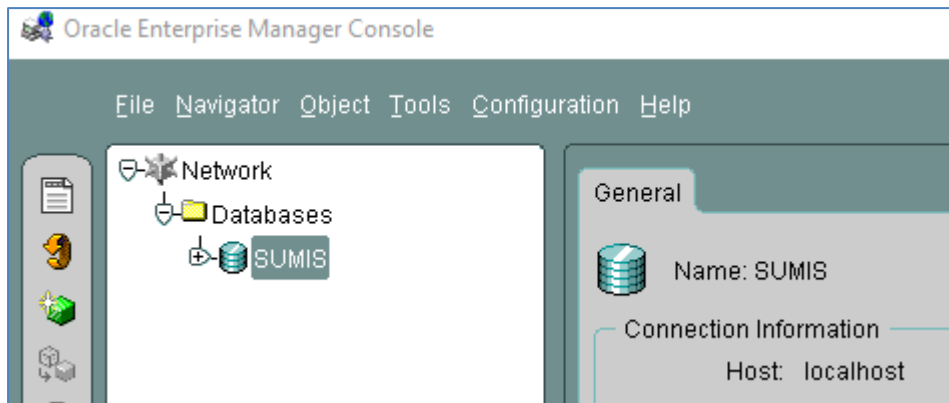 Oracle Enterprise Manager Console
File Navigator Object Tools Configuration Help
Network
Databases
SUMIS
General
Name: SUMIS
Connection Information
Host: localhost